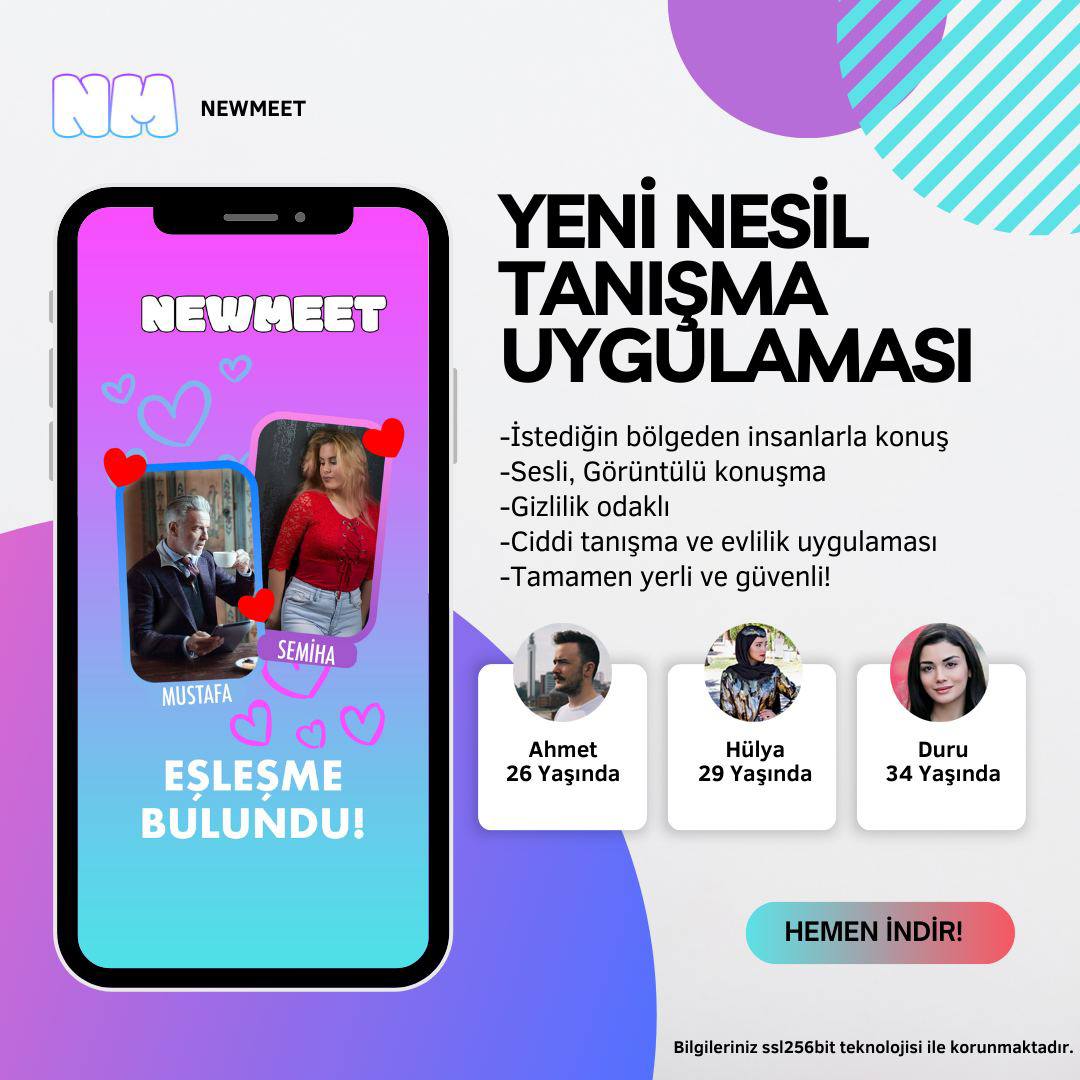 NM
NEWMEET
YENİ NESİL
TANIŞMA
UYGULAMASI
-İstediğin bölgeden insanlarla konuş
-Sesli, Görüntülü konuşma
-Gizlilik odaklı
-Ciddi tanışma ve evlilik uygulaması
-Tamamen yerli ve güvenli!
NEWMEET
SEMİHA
MUSTAFA
EŞLEŞME
BULUNDU!
Ahmet
26 Yaşında
Hülya
29 Yaşında
Duru
34 Yaşında
HEMEN İNDİR!
Bilgileriniz ssl256bit teknolojisi ile korunmaktadır.